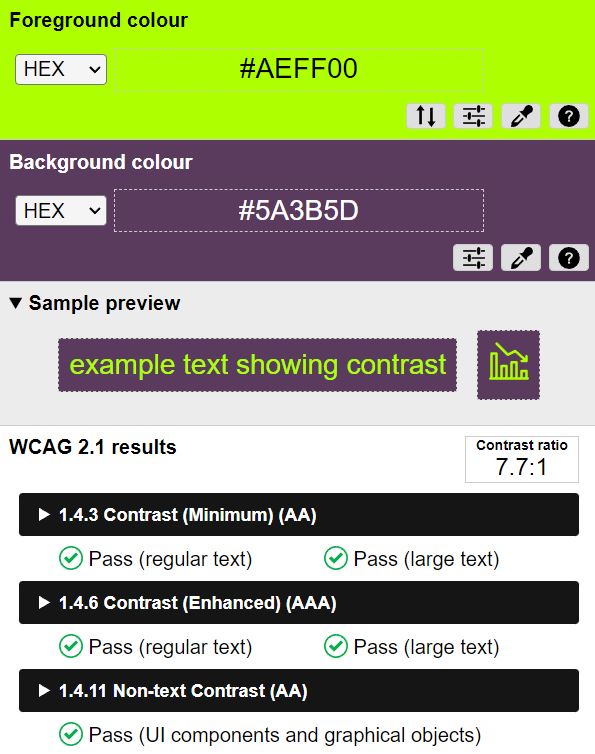 Foreground colour
HEX #AEFF00
?
Background colour
HEX #5A3B5D
?
▼ Sample preview
example text showing contrast
WCAG 2.1 results
Contrast ratio
7.7:1
▶ 1.4.3 Contrast (Minimum) (AA)
Pass (regular text) Pass (large text)
▶ 1.4.6 Contrast (Enhanced) (AAA)
Pass (regular text) Pass (large text)
▶ 1.4.11 Non-text Contrast (AA)
Pass (UI components and graphical objects)